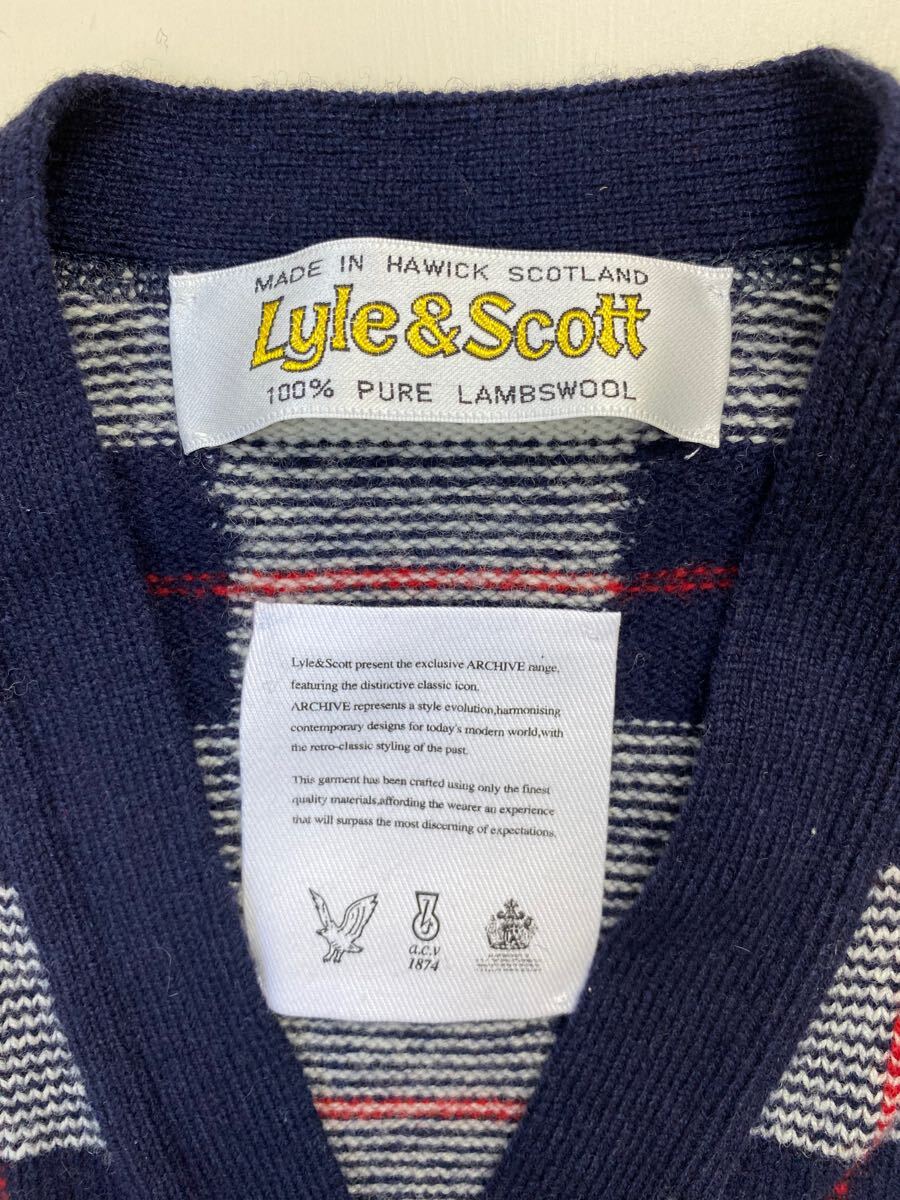 MADE IN HAWICK SCOTLAND
Lyle&Scott
100% PURE LAMBSWOOL
Lyle&Scott present the exclusive ARCHIVE range,
featuring the distinctive classic icon.
ARCHIVE represents a style evolution,harmonising
contemporary designs for today's modern world,with
the retro-classic styling of the past.
This garment has been crafted using only the finest
quality materials,affording the wearer an experience
that will surpass the most discerning of expectations.
a.c.v
1874